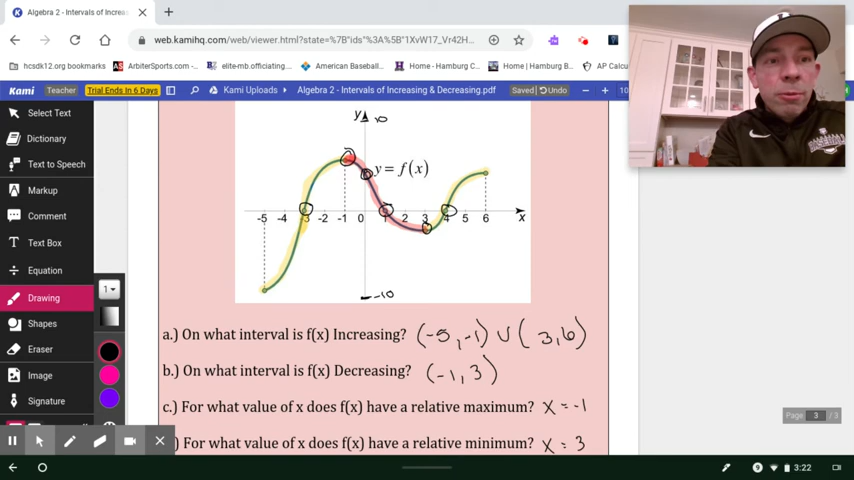 Algebra 2 - Intervals of Increas
web.kamihq.com/web/viewer.html?state=%7B"ids"%3A%5B"1XvW17_Vr42H...
hcsdk12.org bookmarks ArbiterSports.com - W... elite-mb.officiating... American Baseball... Home - Hamburg C... Home | Hamburg B... AP Calcu
Kami Teacher Trial Ends In 6 Days Kami Uploads Algebra 2 - Intervals of Increasing & Decreasing.pdf Saved Undo 10
Select Text
Dictionary
Text to Speech
Markup
Comment
Text Box
Equation
1
Drawing
Shapes
Eraser
Image
Signature
y 10
y = f(x)
-5 -4 -3 -2 -1 0 1 2 3 4 5 6 x
-10
a.) On what interval is f(x) Increasing? (-5,-1) ∪ (3,6)
b.) On what interval is f(x) Decreasing? (-1,3)
c.) For what value of x does f(x) have a relative maximum? x = -1
) For what value of x does f(x) have a relative minimum? x = 3
Page 3 / 3
9 3:22